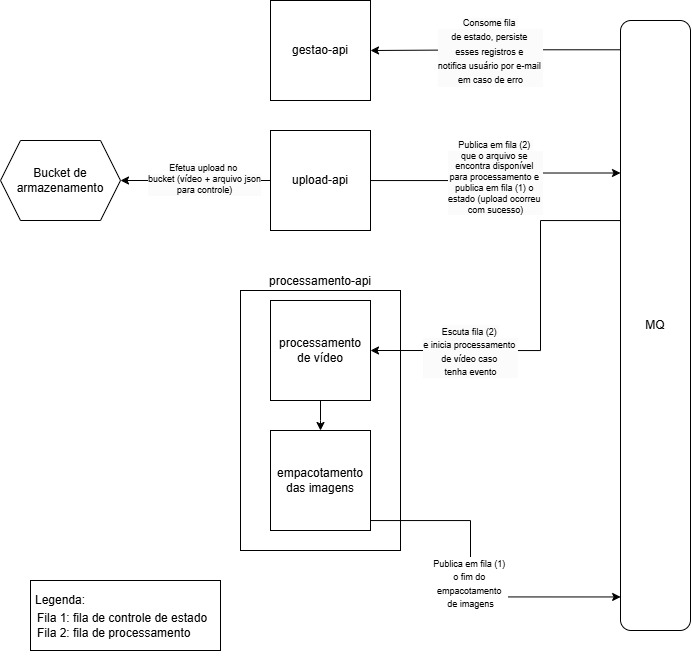 gestao-api
Consome fila
de estado, persiste
esses registros e
notifica usuário por e-mail
em caso de erro
Bucket de
armazenamento
Efetua upload no
bucket (vídeo + arquivo json
para controle)
upload-api
Publica em fila (2)
que o arquivo se
encontra disponível
para processamento e
publica em fila (1) o
estado (upload ocorreu
com sucesso)
MQ
processamento-api
processamento
de vídeo
Escuta fila (2)
e inicia processamento
de vídeo caso
tenha evento
empacotamento
das imagens
Publica em fila (1)
o fim do
empacotamento
de imagens
Legenda:
Fila 1: fila de controle de estado
Fila 2: fila de processamento